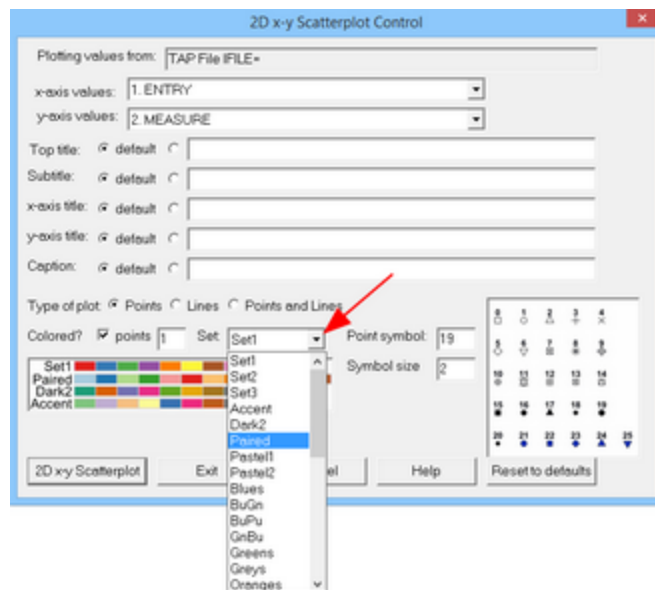 2D x-y Scatterplot Control
Plotting values from: TAP File IFILE=
x-axis values: 1. ENTRY
y-axis values: 2. MEASURE
Top title: default
Subtitle: default
x-axis title: default
y-axis title: default
Caption: default
Type of plot: Points Lines Points and Lines
Colored? points 1 Set: Set1 Point symbol: 19
Symbol size 2
0 1 2 3 4
5 6 7 8 9
10 11 12 13 14
15 16 17 18 19
20 21 22 23 24 25
Set1
Paired
Dark2
Accent
Set1
Set2
Set3
Accent
Dark2
Paired
Pastel1
Pastel2
Blues
BuGn
BuPu
GnBu
Greens
Greys
Oranges
2D x-y Scatterplot Exit el Help Reset to defaults